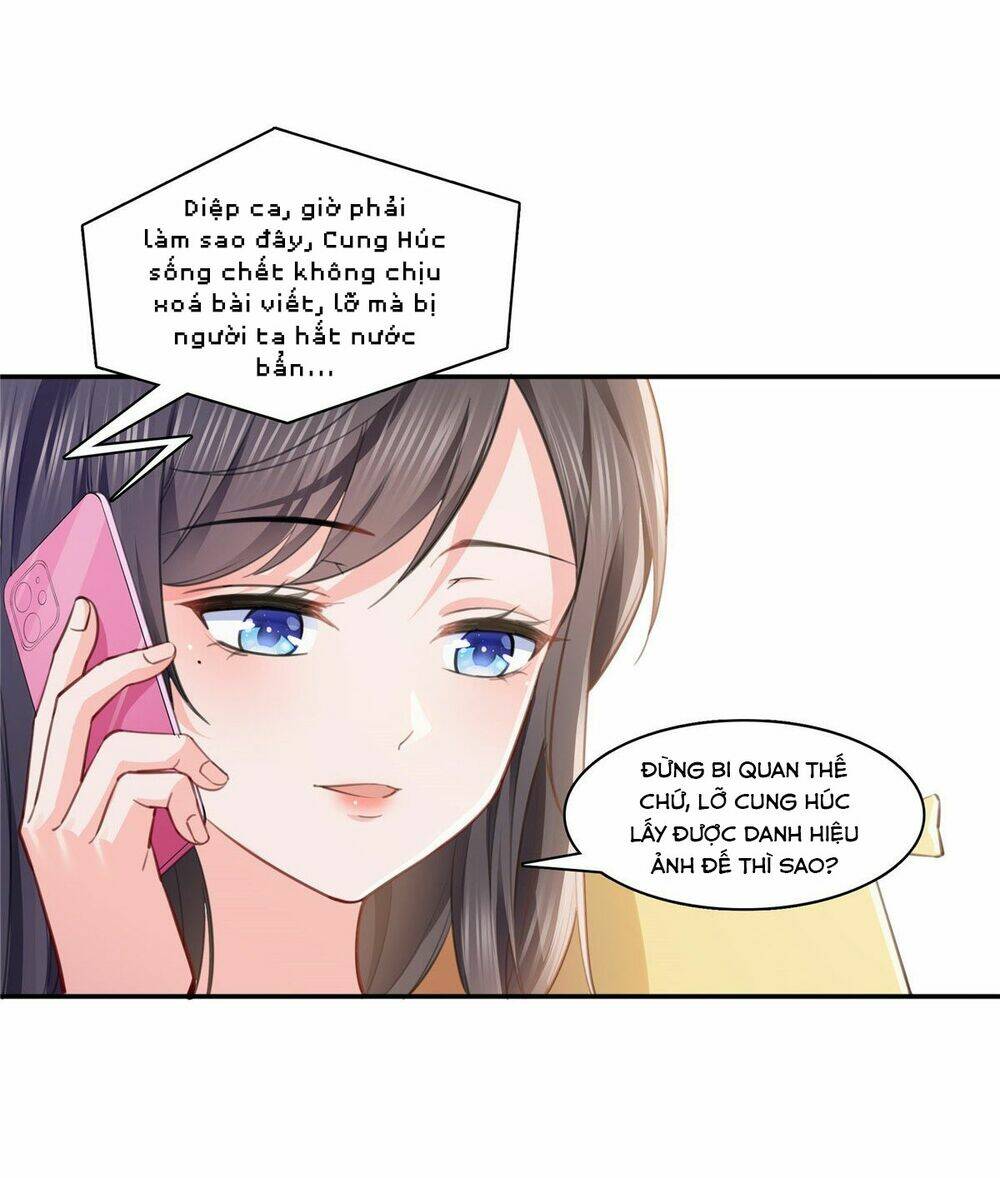 Diệp ca, giờ phải
làm sao đây, Cung Húc
sống chết không chịu
xoá bài viết, lỡ mà bị
người ta hắt nước
bẩn...
ĐỪNG BI QUAN THẾ
CHỨ, LỠ CUNG HÚC
LẤY ĐƯỢC DANH HIỆU
ẢNH ĐẾ THÌ SAO?